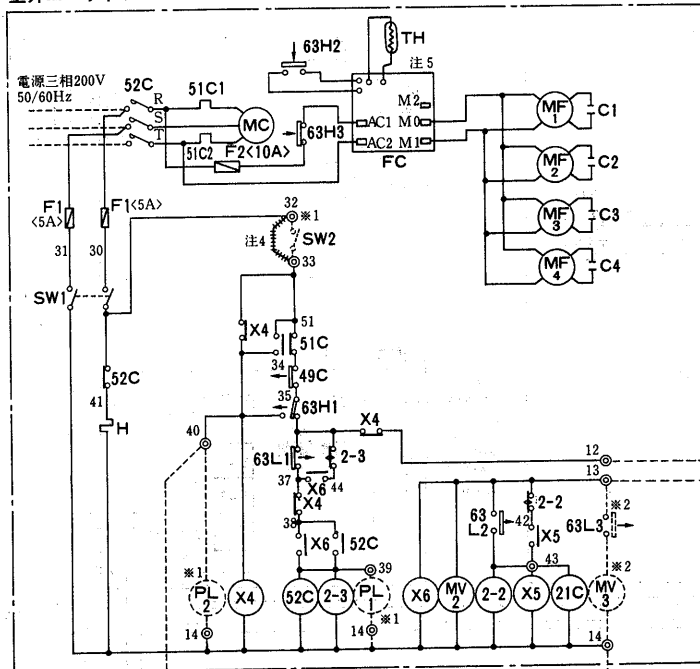 63H2
TH
注5
電源三相200V
50/60Hz
52C
R
S
T
51C1
51C2
MC
F2<10A>
63H3
AC1
AC2
M2
M0
M1
FC
MF
1
C1
MF
2
C2
MF
3
C3
MF
4
C4
F1
<5A>
F1<5A>
31
30
32
※1
注4
SW2
33
SW1
X4
51
51C
34
49C
35
63H1
52C
41
H
40
X4
12
13
63L1
2-3
37
X6
44
X4
38
X6
52C
63
L2
42
2-2
X5
63L3
※2
39
43
※2
※1
PL
2
X4
52C
2-3
PL
1
※1
X6
MV
2
2-2
X5
21C
MV
3
14
14
14